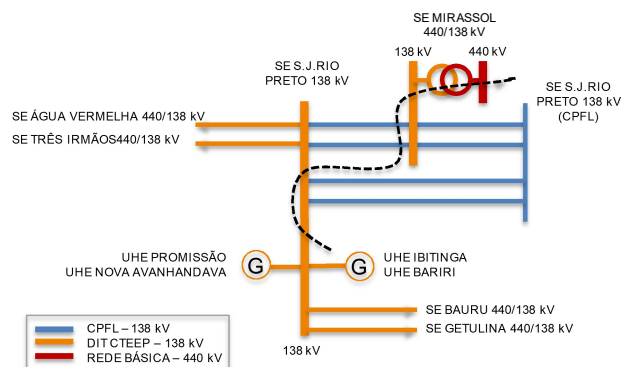 SE MIRASSOL
440/138 kV
138 kV
440 kV
SE S.J.RIO
PRETO 138 kV
SE S.J.RIO
PRETO 138 kV
(CPFL)
SE ÁGUA VERMELHA 440/138 kV
SE TRÊS IRMÃOS440/138 kV
UHE PROMISSÃO
UHE NOVA AVANHANDAVA
G
G
UHE IBITINGA
UHE BARIRI
SE BAURU 440/138 kV
SE GETULINA 440/138 kV
138 kV
CPFL – 138 kV
DIT CTEEP – 138 kV
REDE BÁSICA – 440 kV